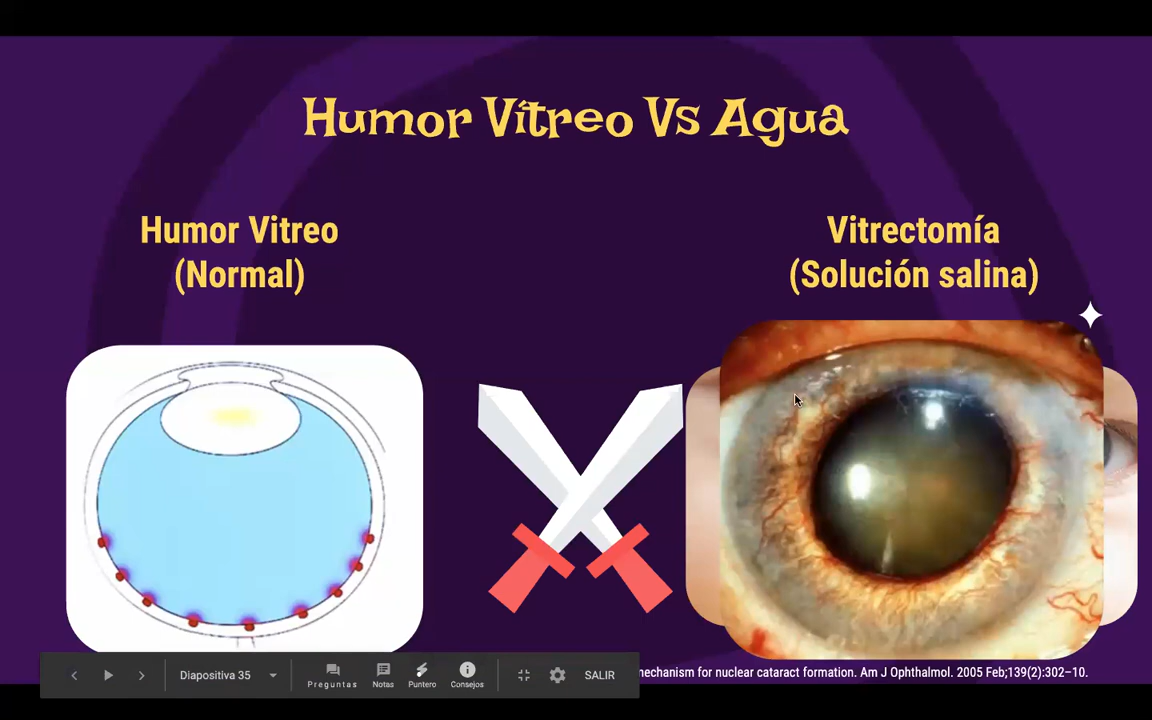 Humor Vítreo Vs Agua
Humor Vitreo
(Normal)
Vitrectomía
(Solución salina)
mechanism for nuclear cataract formation. Am J Ophthalmol. 2005 Feb;139(2):302–10.
Diapositiva 35
Preguntas
Notas
Puntero
Consejos
SALIR